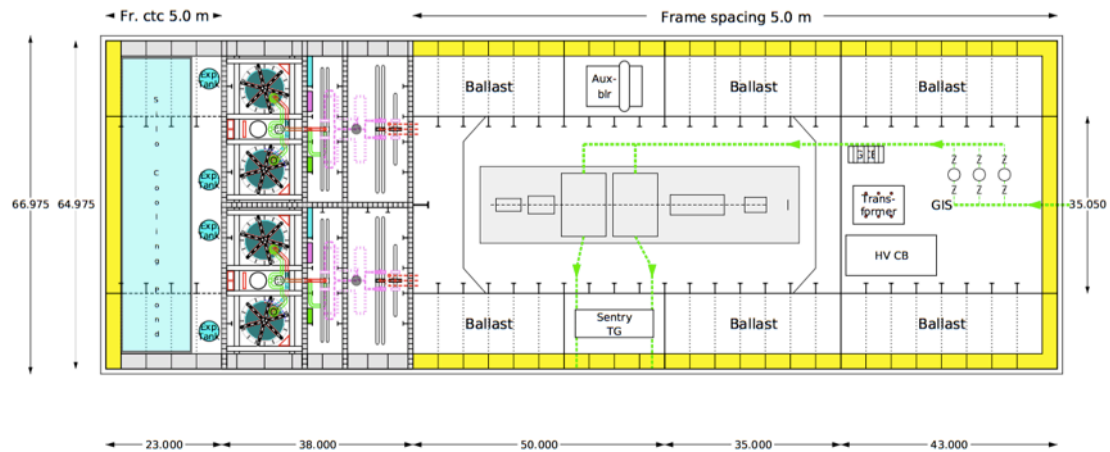 Fr. ctc 5.0 m
Frame spacing 5.0 m
Exp
Tank
Ballast
Aux-
blr
Ballast
Ballast
Silo Cooling Pond
Exp
Tank
Z Z Z
Z Z Z
66.975
64.975
Trans-
former
GIS
35.050
Exp
Tank
HV CB
Exp
Tank
Ballast
Sentry
TG
Ballast
Ballast
23.000
38.000
50.000
35.000
43.000